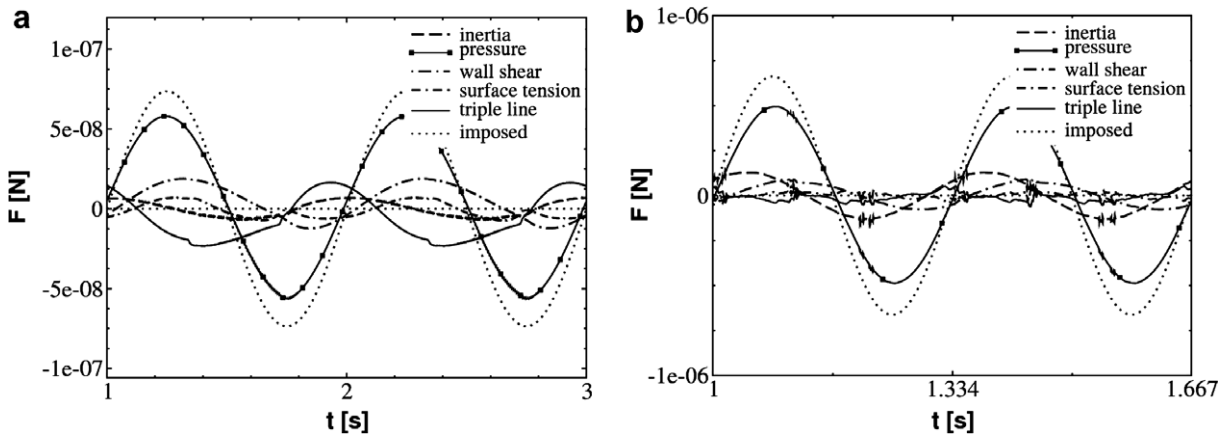 a
1e-07
5e-08
0
-5e-08
-1e-07
F [N]
inertia
pressure
wall shear
surface tension
triple line
imposed
1
2
3
t [s]
b
1e-06
0
-1e-06
F [N]
inertia
pressure
wall shear
surface tension
triple line
imposed
1
1.334
1.667
t [s]